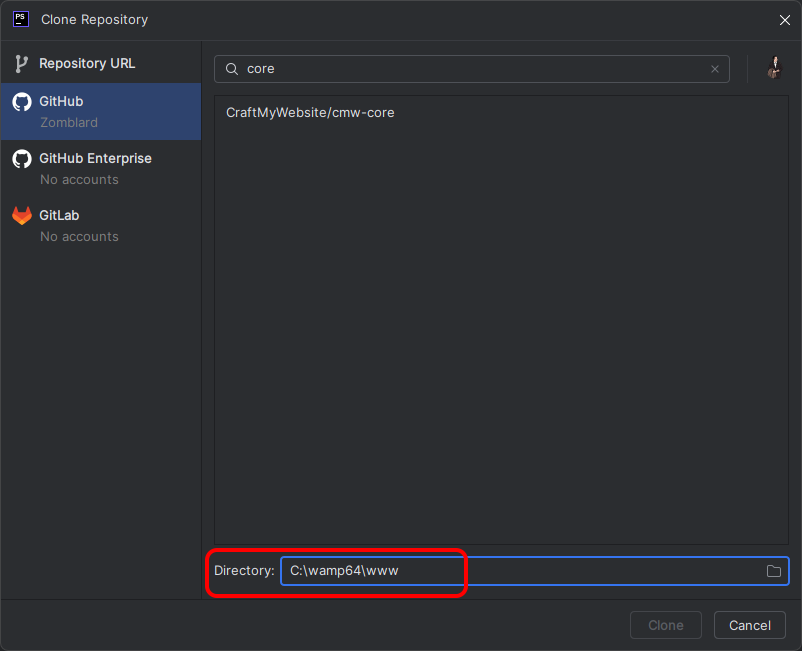 PS
Clone Repository
Repository URL
GitHub
Zomblard
GitHub Enterprise
No accounts
GitLab
No accounts
core
CraftMyWebsite/cmw-core
Directory: C:\wamp64\www
Clone
Cancel